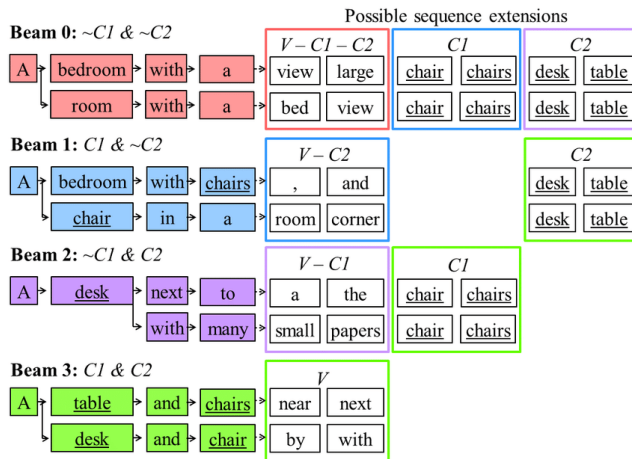 Possible sequence extensions
Beam 0: ~C1 & ~C2
V – C1 – C2 C1 C2
A bedroom with a view large chair chairs desk table
room with a bed view chair chairs desk table
Beam 1: C1 & ~C2
V – C2 C2
A bedroom with chairs , and desk table
chair in a room corner desk table
Beam 2: ~C1 & C2
V – C1 C1
A desk next to a the chair chairs
with many small papers chair chairs
Beam 3: C1 & C2
V
A table and chairs near next
desk and chair by with